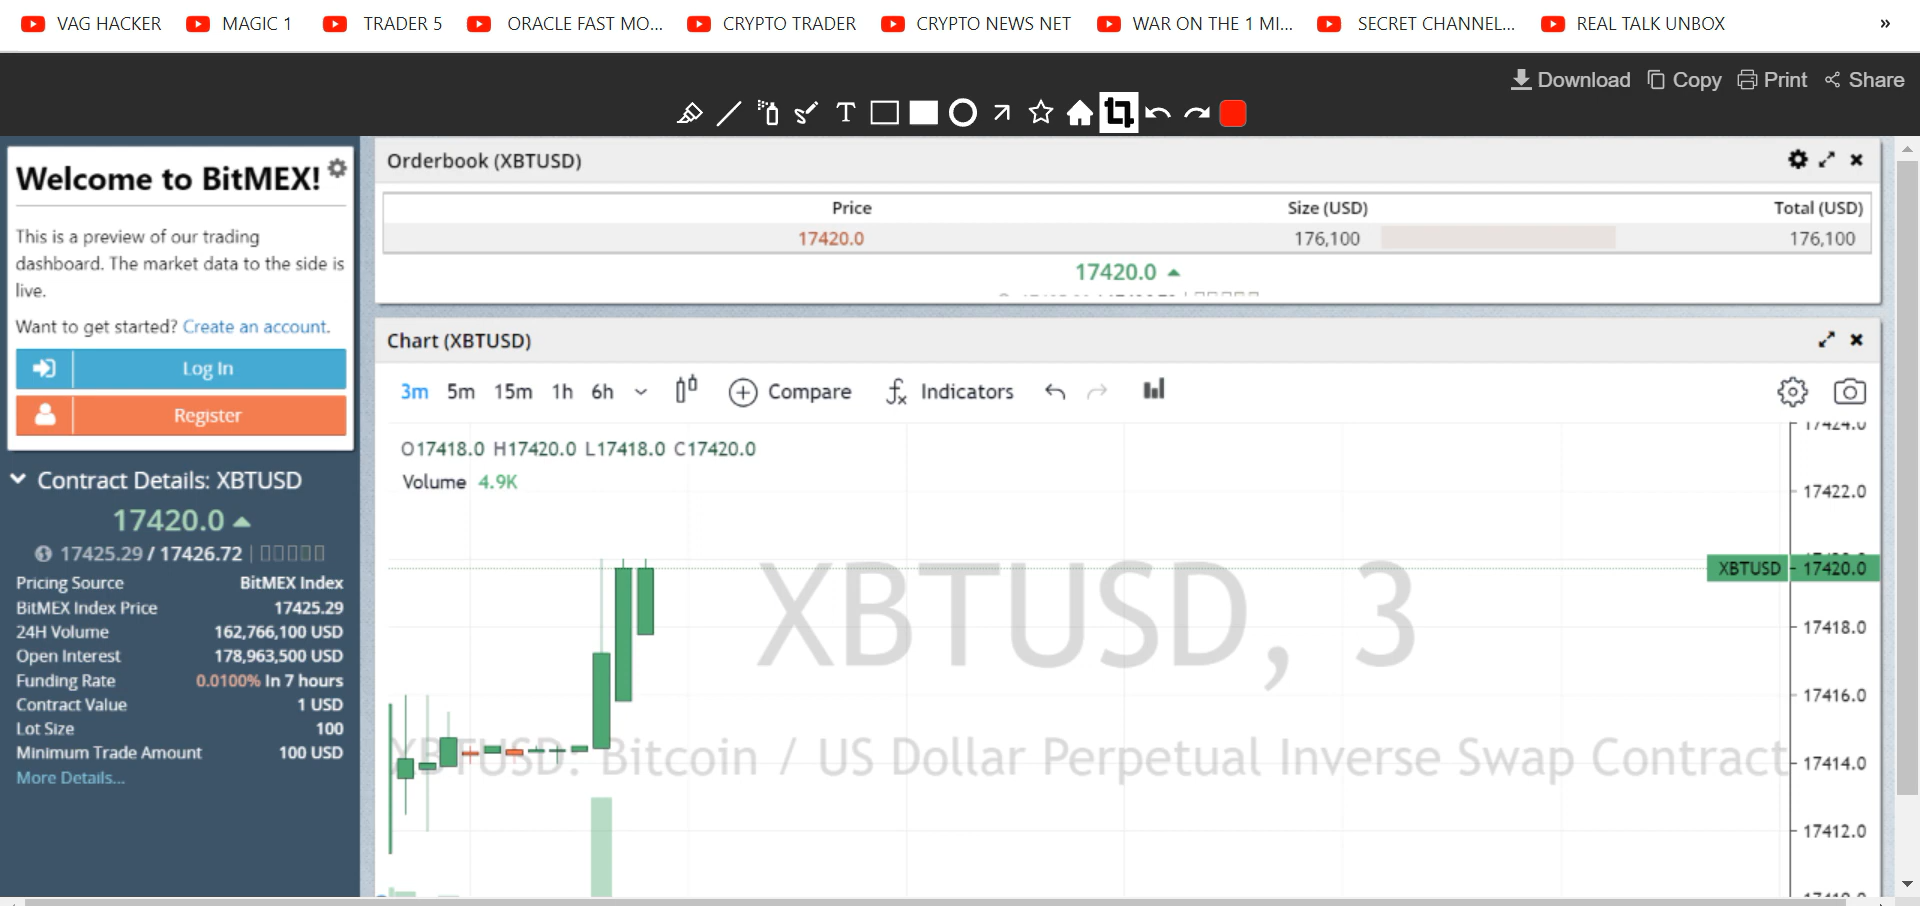 VAG HACKER
MAGIC 1
TRADER 5
ORACLE FAST MO...
CRYPTO TRADER
CRYPTO NEWS NET
WAR ON THE 1 MI...
SECRET CHANNEL...
REAL TALK UNBOX
»
Download Copy Print Share
T
Welcome to BitMEX!
This is a preview of our trading
dashboard. The market data to the side is
live.
Want to get started? Create an account.
Log In
Register
Contract Details: XBTUSD
17420.0
17425.29 / 17426.72
Pricing Source BitMEX Index
BitMEX Index Price 17425.29
24H Volume 162,766,100 USD
Open Interest 178,963,500 USD
Funding Rate 0.0100% In 7 hours
Contract Value 1 USD
Lot Size 100
Minimum Trade Amount 100 USD
More Details...
Orderbook (XBTUSD)
Price Size (USD) Total (USD)
17420.0 176,100 176,100
17420.0
Chart (XBTUSD)
3m 5m 15m 1h 6h Compare fx Indicators
O17418.0 H17420.0 L17418.0 C17420.0
Volume 4.9K
XBTUSD, 3
XBTUSD: Bitcoin / US Dollar Perpetual Inverse Swap Contract
17424.0
17422.0
XBTUSD 17420.0
17418.0
17416.0
17414.0
17412.0